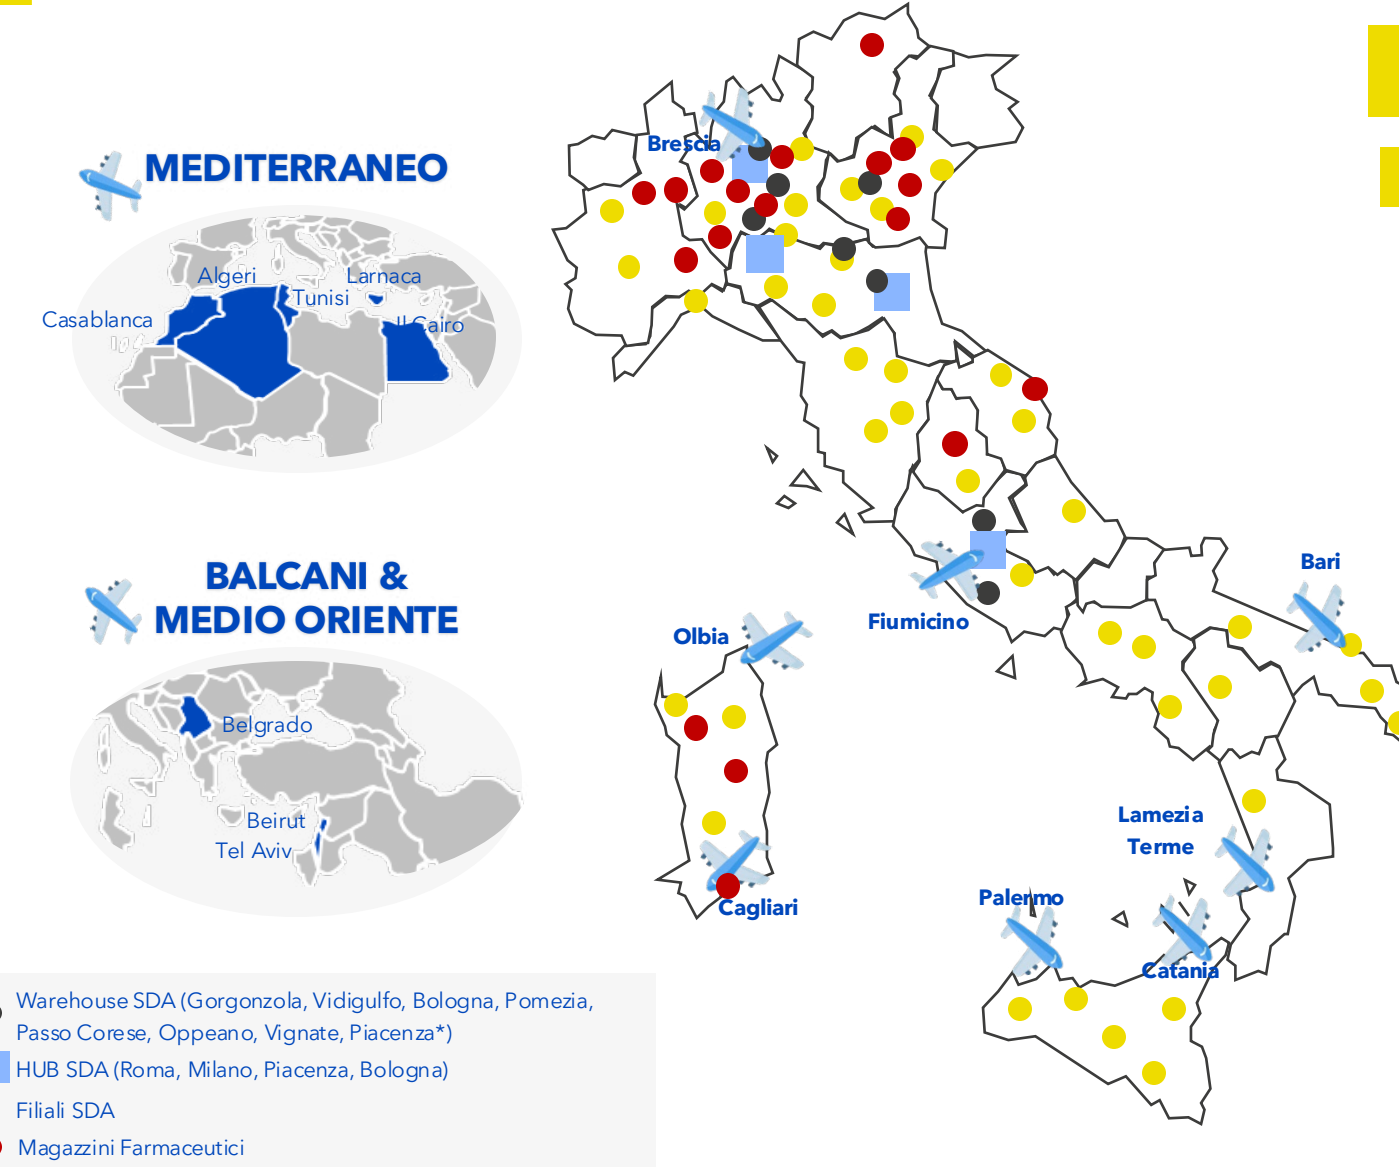 MEDITERRANEO
Algeri
Larnaca
Tunisi
Casablanca
Il Cairo
BALCANI &
MEDIO ORIENTE
Belgrado
Beirut
Tel Aviv
Brescia
Fiumicino
Bari
Olbia
Cagliari
Lamezia
Terme
Palermo
Catania
Warehouse SDA (Gorgonzola, Vidigulfo, Bologna, Pomezia,
Passo Corese, Oppeano, Vignate, Piacenza*)
HUB SDA (Roma, Milano, Piacenza, Bologna)
Filiali SDA
Magazzini Farmaceutici